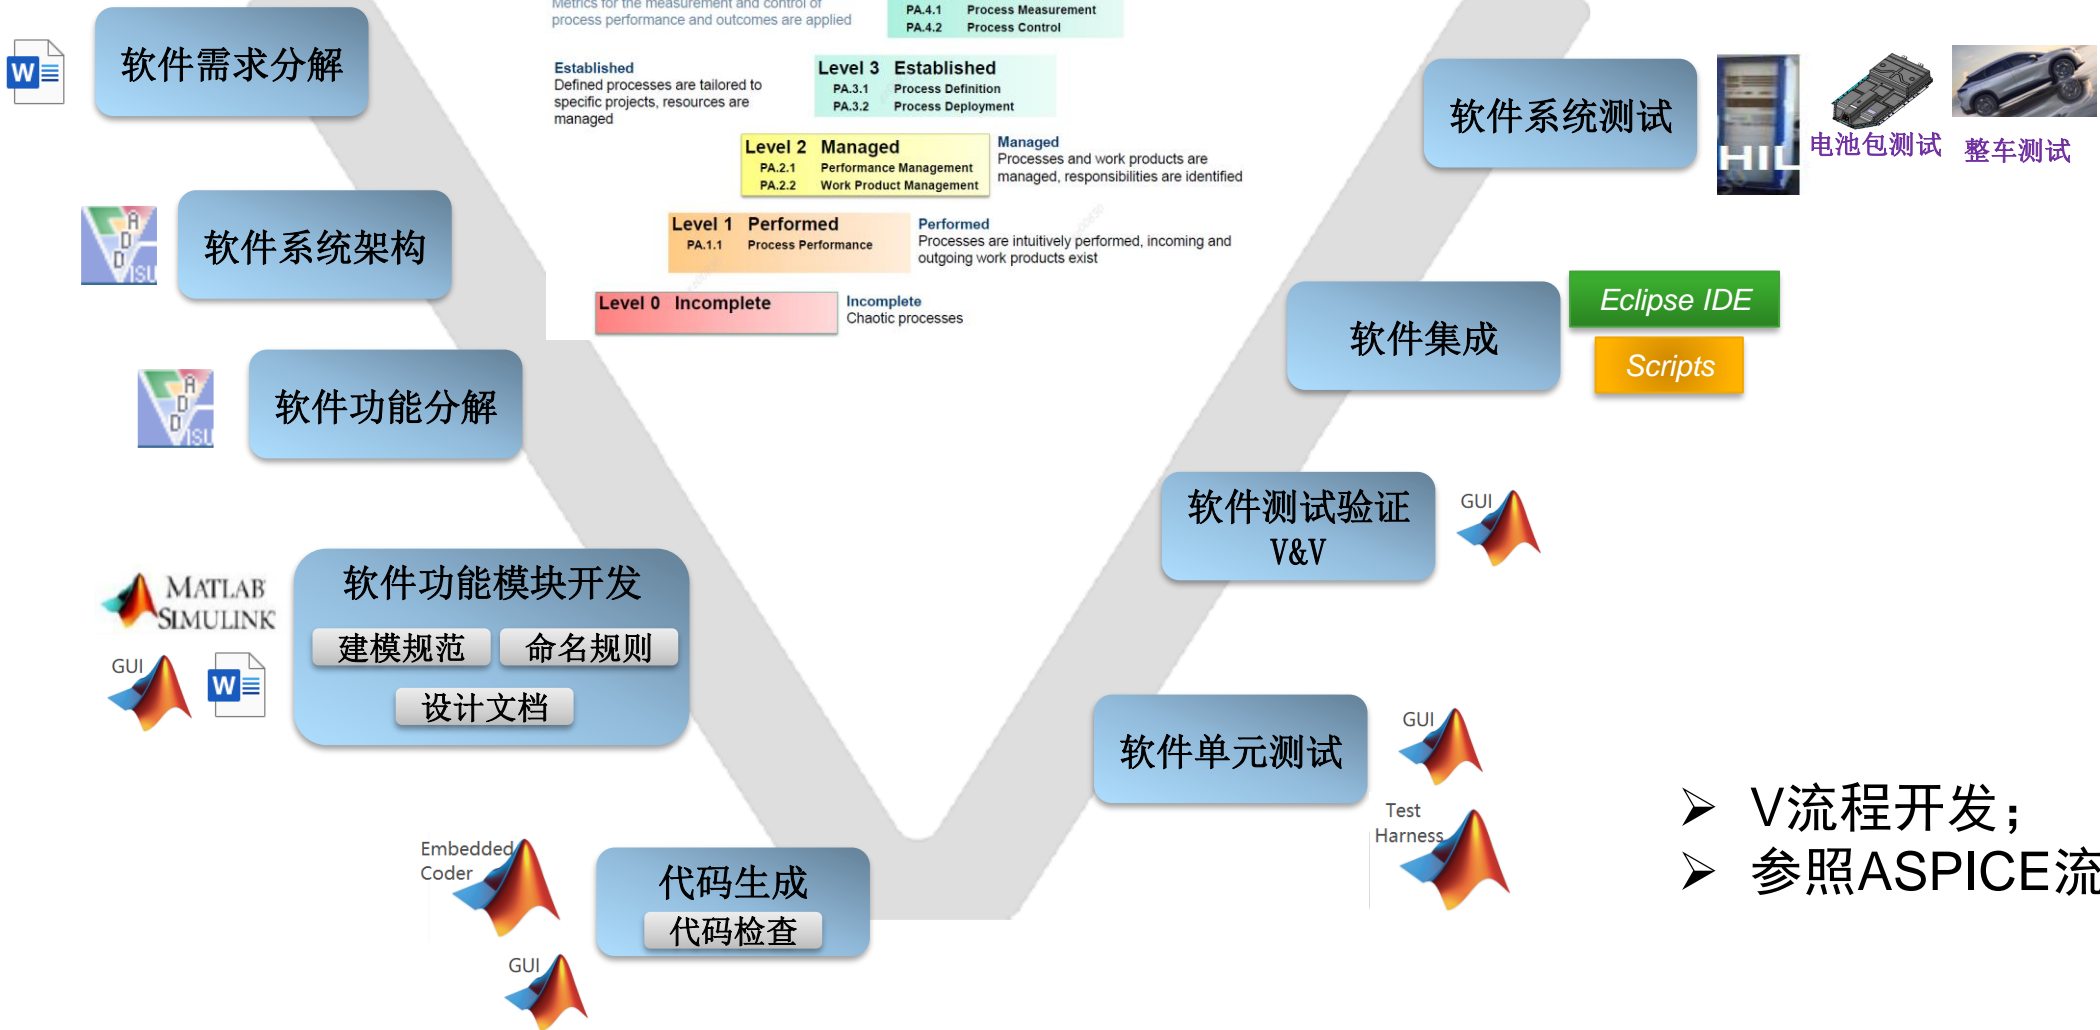 Metrics for the measurement and control of
process performance and outcomes are applied
PA.4.1 Process Measurement
PA.4.2 Process Control
Established
Defined processes are tailored to
specific projects, resources are
managed
Level 3 Established
PA.3.1 Process Definition
PA.3.2 Process Deployment
Level 2 Managed
PA.2.1 Performance Management
PA.2.2 Work Product Management
Managed
Processes and work products are
managed, responsibilities are identified
Level 1 Performed
PA.1.1 Process Performance
Performed
Processes are intuitively performed, incoming and
outgoing work products exist
Level 0 Incomplete
Incomplete
Chaotic processes
W
软件需求分解
A
D
D
VISU
软件系统架构
A
D
D
VISU
软件功能分解
MATLAB
SIMULINK
GUI
W
软件功能模块开发
建模规范 命名规则
设计文档
Embedded
Coder
GUI
代码生成
代码检查
软件系统测试
HIL
电池包测试
整车测试
软件集成
Eclipse IDE
Scripts
软件测试验证
V&V
GUI
软件单元测试
GUI
Test
Harness
➢ V流程开发；
➢ 参照ASPICE流